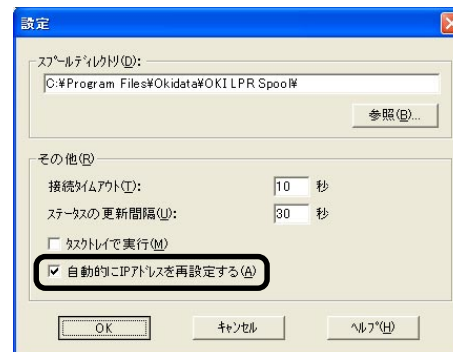 設定
ｽﾌﾟｰﾙﾃﾞｨﾚｸﾄﾘ(D):
C:¥Program Files¥Okidata¥OKI LPR Spool¥
参照(B)...
その他(R)
接続ﾀｲﾑｱｳﾄ(T): 10 秒
ｽﾃｰﾀｽの更新間隔(U): 30 秒
ﾀｽｸﾄﾚｲで実行(M)
自動的にIPｱﾄﾞﾚｽを再設定する(A)
OK ｷｬﾝｾﾙ ﾍﾙﾌﾟ(H)